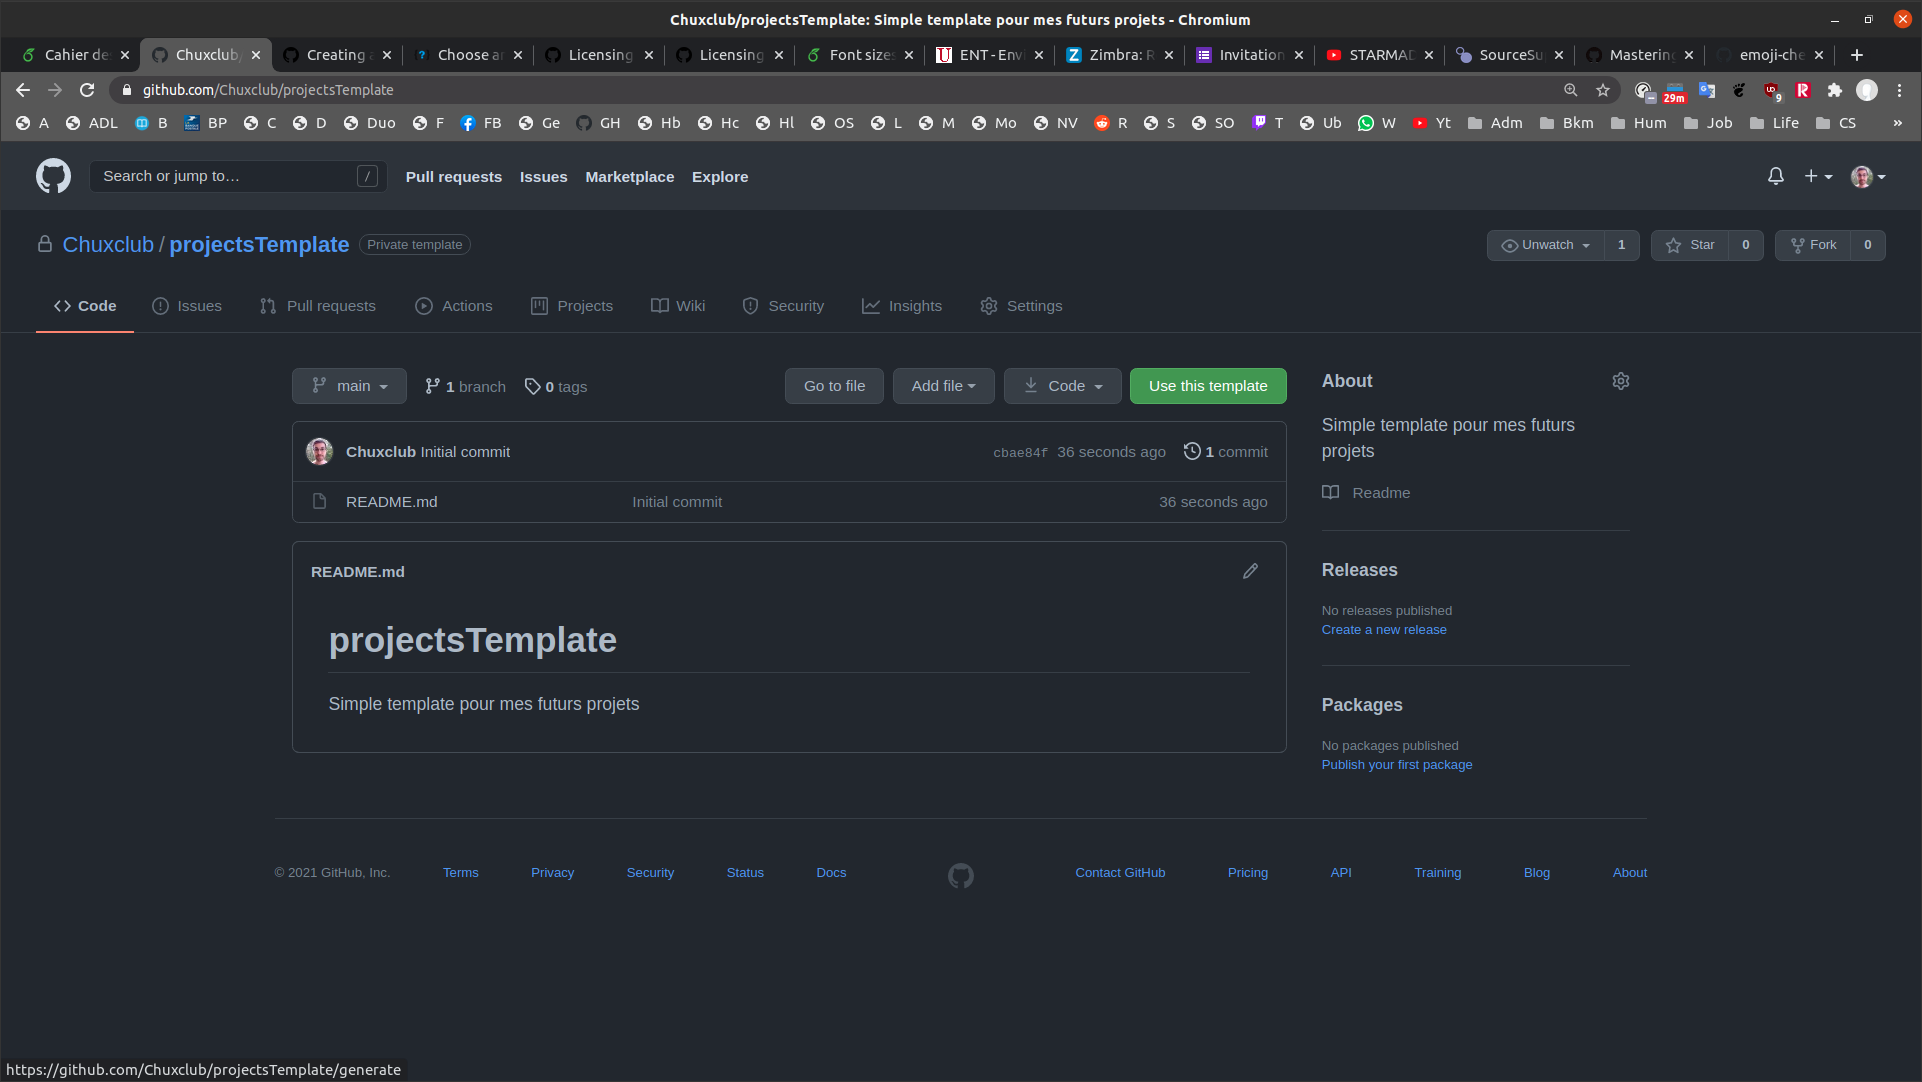 Chuxclub/projectsTemplate: Simple template pour mes futurs projets - Chromium
Cahier de Chuxclub/ Creating a Choose an Licensing Licensing Font sizes ENT - Envi Zimbra: R Invitation STARMAD SourceSu Mastering emoji-che
github.com/Chuxclub/projectsTemplate 29m 9
A ADL B BP C D Duo F FB Ge GH Hb Hc Hl OS L M Mo NV R S SO T Ub W Yt Adm Bkm Hum Job Life CS »
Search or jump to… / Pull requests Issues Marketplace Explore
Chuxclub / projectsTemplate Private template Unwatch 1 Star 0 Fork 0
Code Issues Pull requests Actions Projects Wiki Security Insights Settings
main 1 branch 0 tags Go to file Add file Code Use this template
Chuxclub Initial commit cbae84f 36 seconds ago 1 commit
README.md Initial commit 36 seconds ago
README.md
projectsTemplate
Simple template pour mes futurs projets
About
Simple template pour mes futurs
projets
Readme
Releases
No releases published
Create a new release
Packages
No packages published
Publish your first package
© 2021 GitHub, Inc. Terms Privacy Security Status Docs Contact GitHub Pricing API Training Blog About
https://github.com/Chuxclub/projectsTemplate/generate